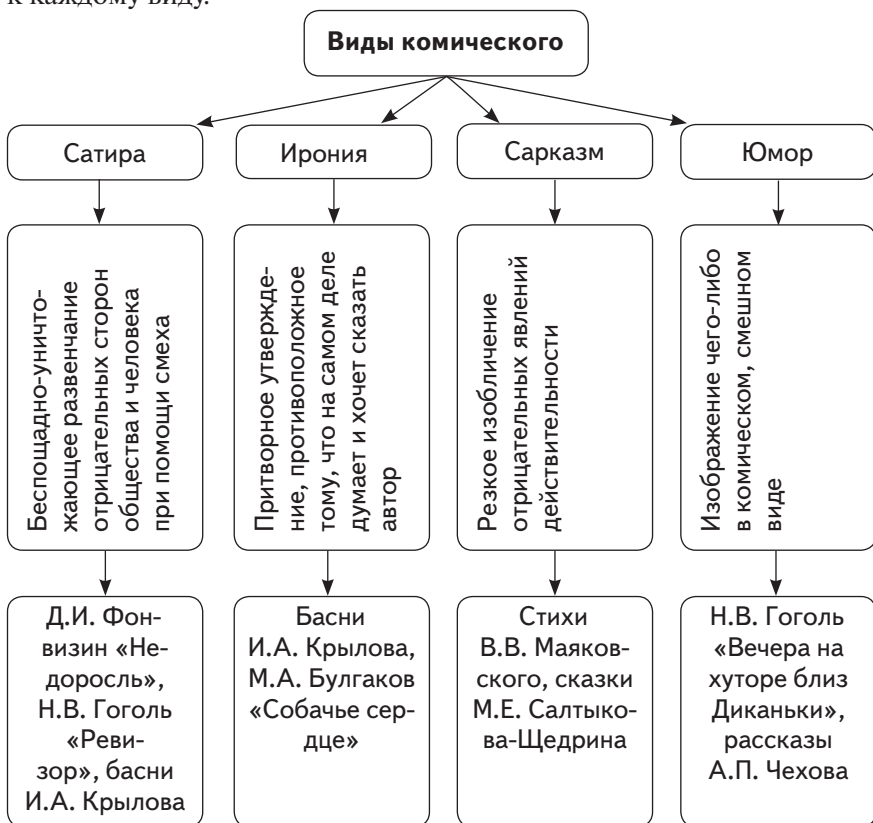 к каждому виду.
Виды комического
Сатира
Ирония
Сарказм
Юмор
Беспощадно-уничто-
жающее развенчание
отрицательных сторон
общества и человека
при помощи смеха
Притворное утвержде-
ние, противоположное
тому, что на самом деле
думает и хочет сказать
автор
Резкое изобличение
отрицательных явлений
действительности
Изображение чего-либо
в комическом, смешном
виде
Д.И. Фон-
визин «Не-
доросль»,
Н.В. Гоголь
«Реви-
зор», басни
И.А. Крылова
Басни
И.А. Крылова,
М.А. Булгаков
«Собачье сер-
дце»
Стихи
В.В. Маяков-
ского, сказки
М.Е. Салтыко-
ва-Щедрина
Н.В. Гоголь
«Вечера на
хуторе близ
Диканьки»,
рассказы
А.П. Чехова